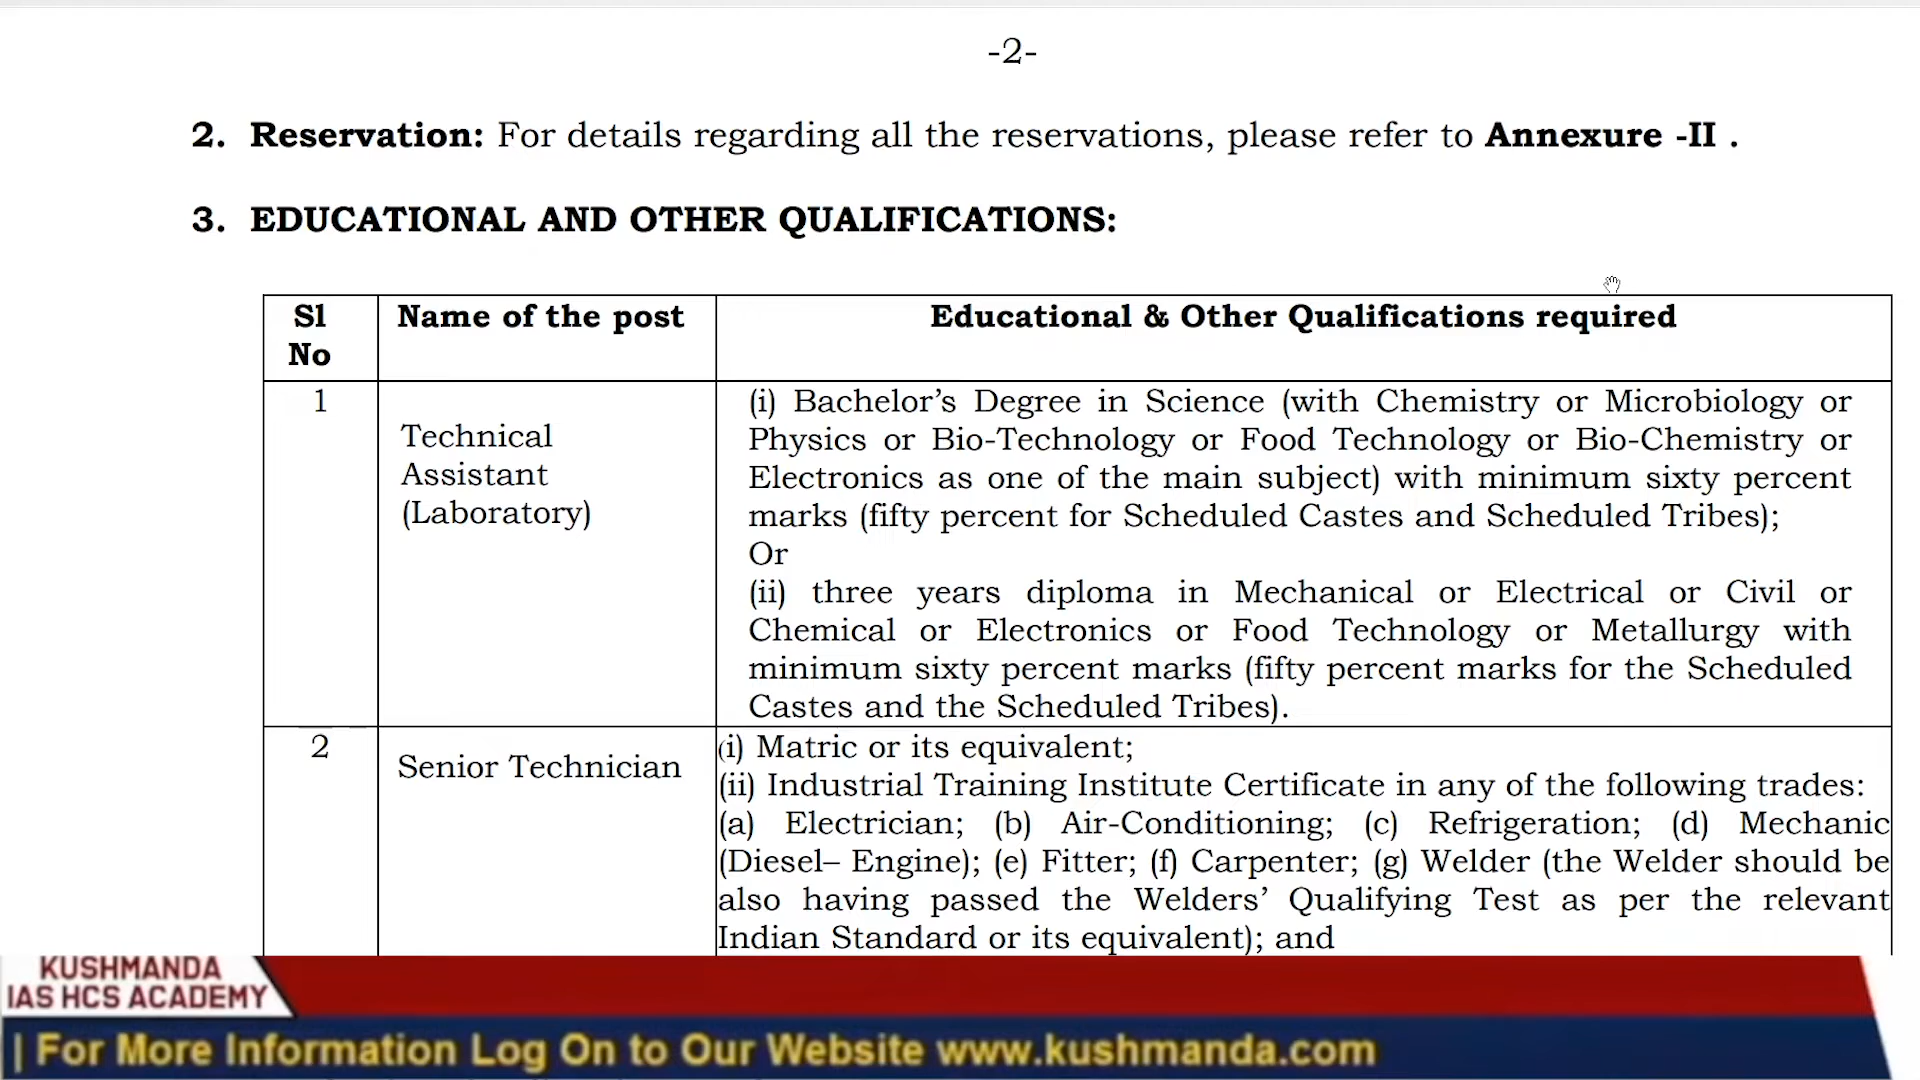 -2-
2. Reservation: For details regarding all the reservations, please refer to Annexure -II .
3. EDUCATIONAL AND OTHER QUALIFICATIONS:
Sl No
Name of the post
Educational & Other Qualifications required
1
Technical
Assistant
(Laboratory)
(i) Bachelor’s Degree in Science (with Chemistry or Microbiology or
Physics or Bio-Technology or Food Technology or Bio-Chemistry or
Electronics as one of the main subject) with minimum sixty percent
marks (fifty percent for Scheduled Castes and Scheduled Tribes);
Or
(ii) three years diploma in Mechanical or Electrical or Civil or
Chemical or Electronics or Food Technology or Metallurgy with
minimum sixty percent marks (fifty percent marks for the Scheduled
Castes and the Scheduled Tribes).
2
Senior Technician
(i) Matric or its equivalent;
(ii) Industrial Training Institute Certificate in any of the following trades:
(a) Electrician; (b) Air-Conditioning; (c) Refrigeration; (d) Mechanic
(Diesel– Engine); (e) Fitter; (f) Carpenter; (g) Welder (the Welder should be
also having passed the Welders’ Qualifying Test as per the relevant
Indian Standard or its equivalent); and
KUSHMANDA
IAS HCS ACADEMY
| For More Information Log On to Our Website www.kushmanda.com